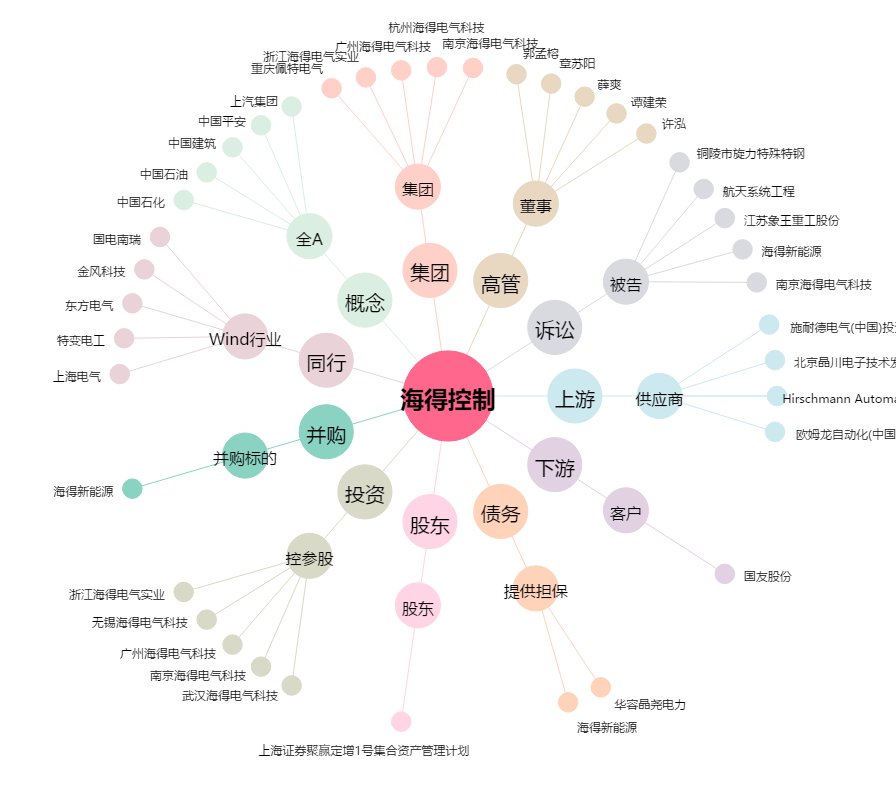 杭州海得电气科技
广州海得电气科技
南京海得电气科技
浙江海得电气实业
重庆佩特电气
郭孟榕
章苏阳
薛爽
谭建荣
许泓
上汽集团
中国平安
中国建筑
中国石油
中国石化
集团
董事
铜陵市旋力特殊特钢
航天系统工程
江苏象王重工股份
海得新能源
南京海得电气科技
国电南瑞
金风科技
东方电气
特变电工
上海电气
全A
集团
高管
被告
概念
诉讼
Wind行业
同行
施耐德电气(中国)投
北京晶川电子技术发
Hirschmann Automa
欧姆龙自动化(中国
海得控制
上游
供应商
并购
并购标的
海得新能源
下游
投资
股东
债务
客户
控参股
提供担保
股东
国友股份
浙江海得电气实业
无锡海得电气科技
广州海得电气科技
南京海得电气科技
武汉海得电气科技
华容晶尧电力
海得新能源
上海证券聚赢定增1号集合资产管理计划